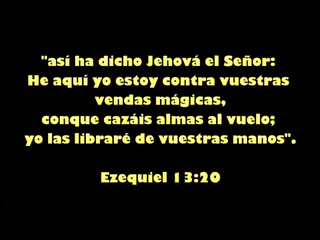 "así ha dicho Jehová el Señor:
He aquí yo estoy contra vuestras
vendas mágicas,
conque cazáis almas al vuelo;
yo las libraré de vuestras manos".
Ezequiel 13:20